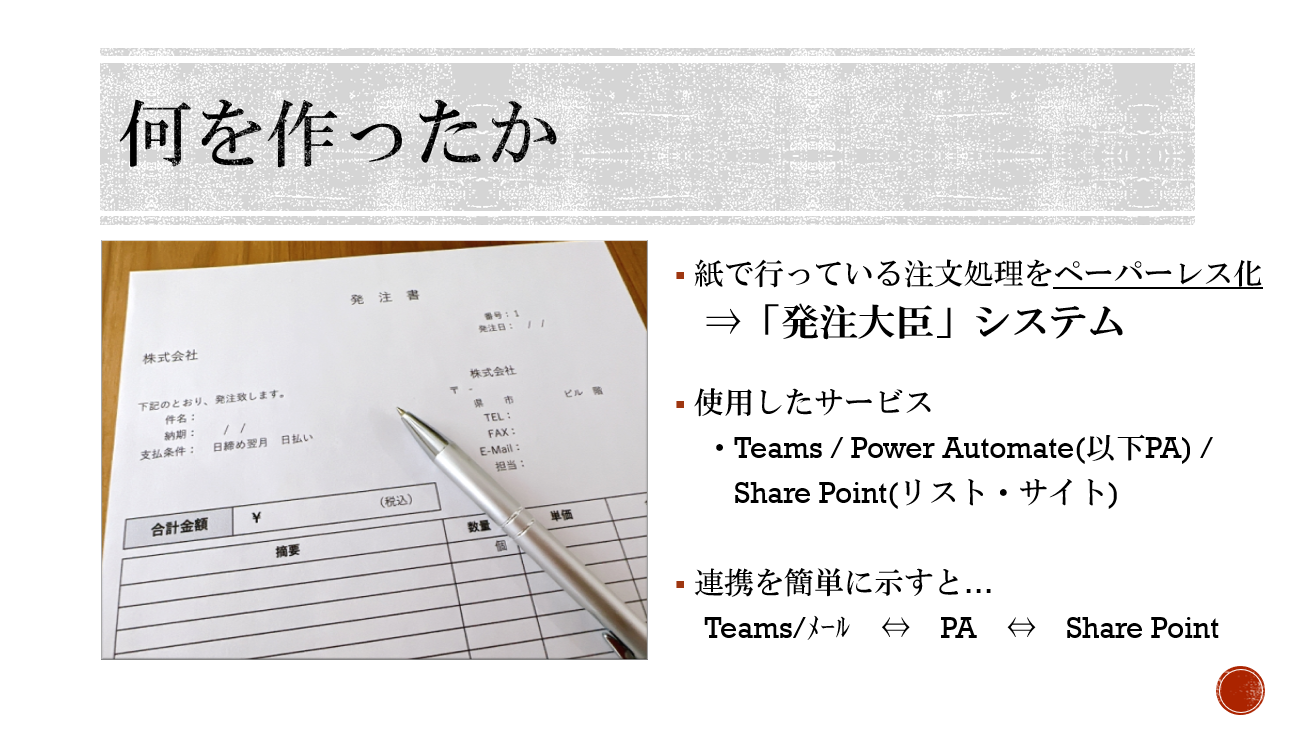 何を作ったか
発 注 書
番号：1
発注日： / /
株式会社
下記のとおり、発注致します。
件名：
納期： / /
支払条件： 日締め翌月 日払い
株式会社
〒 -
県 市 ビル 階
TEL：
FAX：
E-Mail：
担当：
合計金額 ￥ （税込）
摘要 数量 単価
個
▪ 紙で行っている注文処理をペーパーレス化
⇒「発注大臣」システム
▪ 使用したサービス
・Teams / Power Automate(以下PA) /
Share Point(リスト・サイト)
▪ 連携を簡単に示すと…
Teams/ﾒｰﾙ ⇔ PA ⇔ Share Point